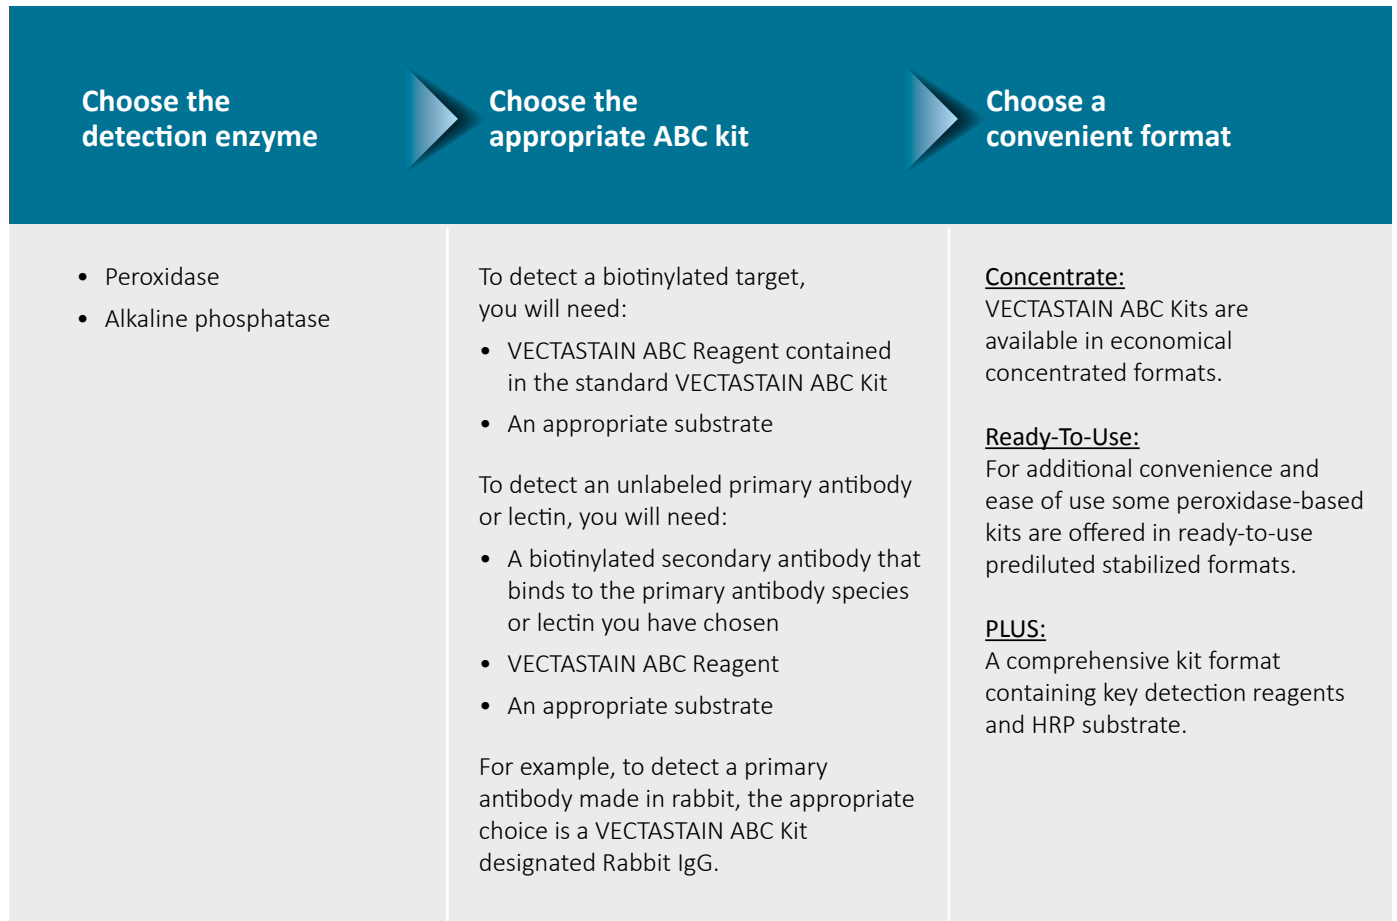 Choose the
detection enzyme
Choose the
appropriate ABC kit
Choose a
convenient format
• Peroxidase
• Alkaline phosphatase
To detect a biotinylated target,
you will need:
• VECTASTAIN ABC Reagent contained
in the standard VECTASTAIN ABC Kit
• An appropriate substrate
To detect an unlabeled primary antibody
or lectin, you will need:
• A biotinylated secondary antibody that
binds to the primary antibody species
or lectin you have chosen
• VECTASTAIN ABC Reagent
• An appropriate substrate
For example, to detect a primary
antibody made in rabbit, the appropriate
choice is a VECTASTAIN ABC Kit
designated Rabbit IgG.
Concentrate:
VECTASTAIN ABC Kits are
available in economical
concentrated formats.
Ready-To-Use:
For additional convenience and
ease of use some peroxidase-based
kits are offered in ready-to-use
prediluted stabilized formats.
PLUS:
A comprehensive kit format
containing key detection reagents
and HRP substrate.